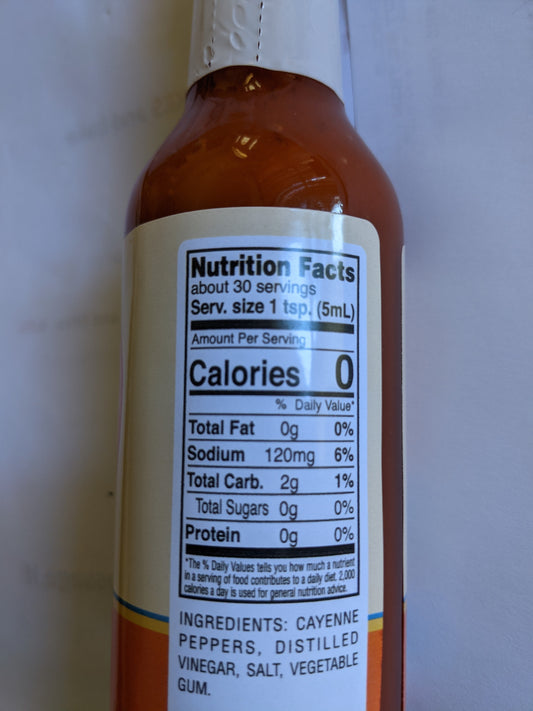 Nutrition Facts
about 30 servings
Serv. size 1 tsp. (5mL)
Amount Per Serving
Calories 0
% Daily Value*
Total Fat 0g 0%
Sodium 120mg 6%
Total Carb. 2g 1%
Total Sugars 0g 0%
Protein 0g 0%
*The % Daily Values tells you how much a nutrient
in a serving of food contributes to a daily diet. 2,000
calories a day is used for general nutrition advice.
INGREDIENTS: CAYENNE
PEPPERS, DISTILLED
VINEGAR, SALT, VEGETABLE
GUM.